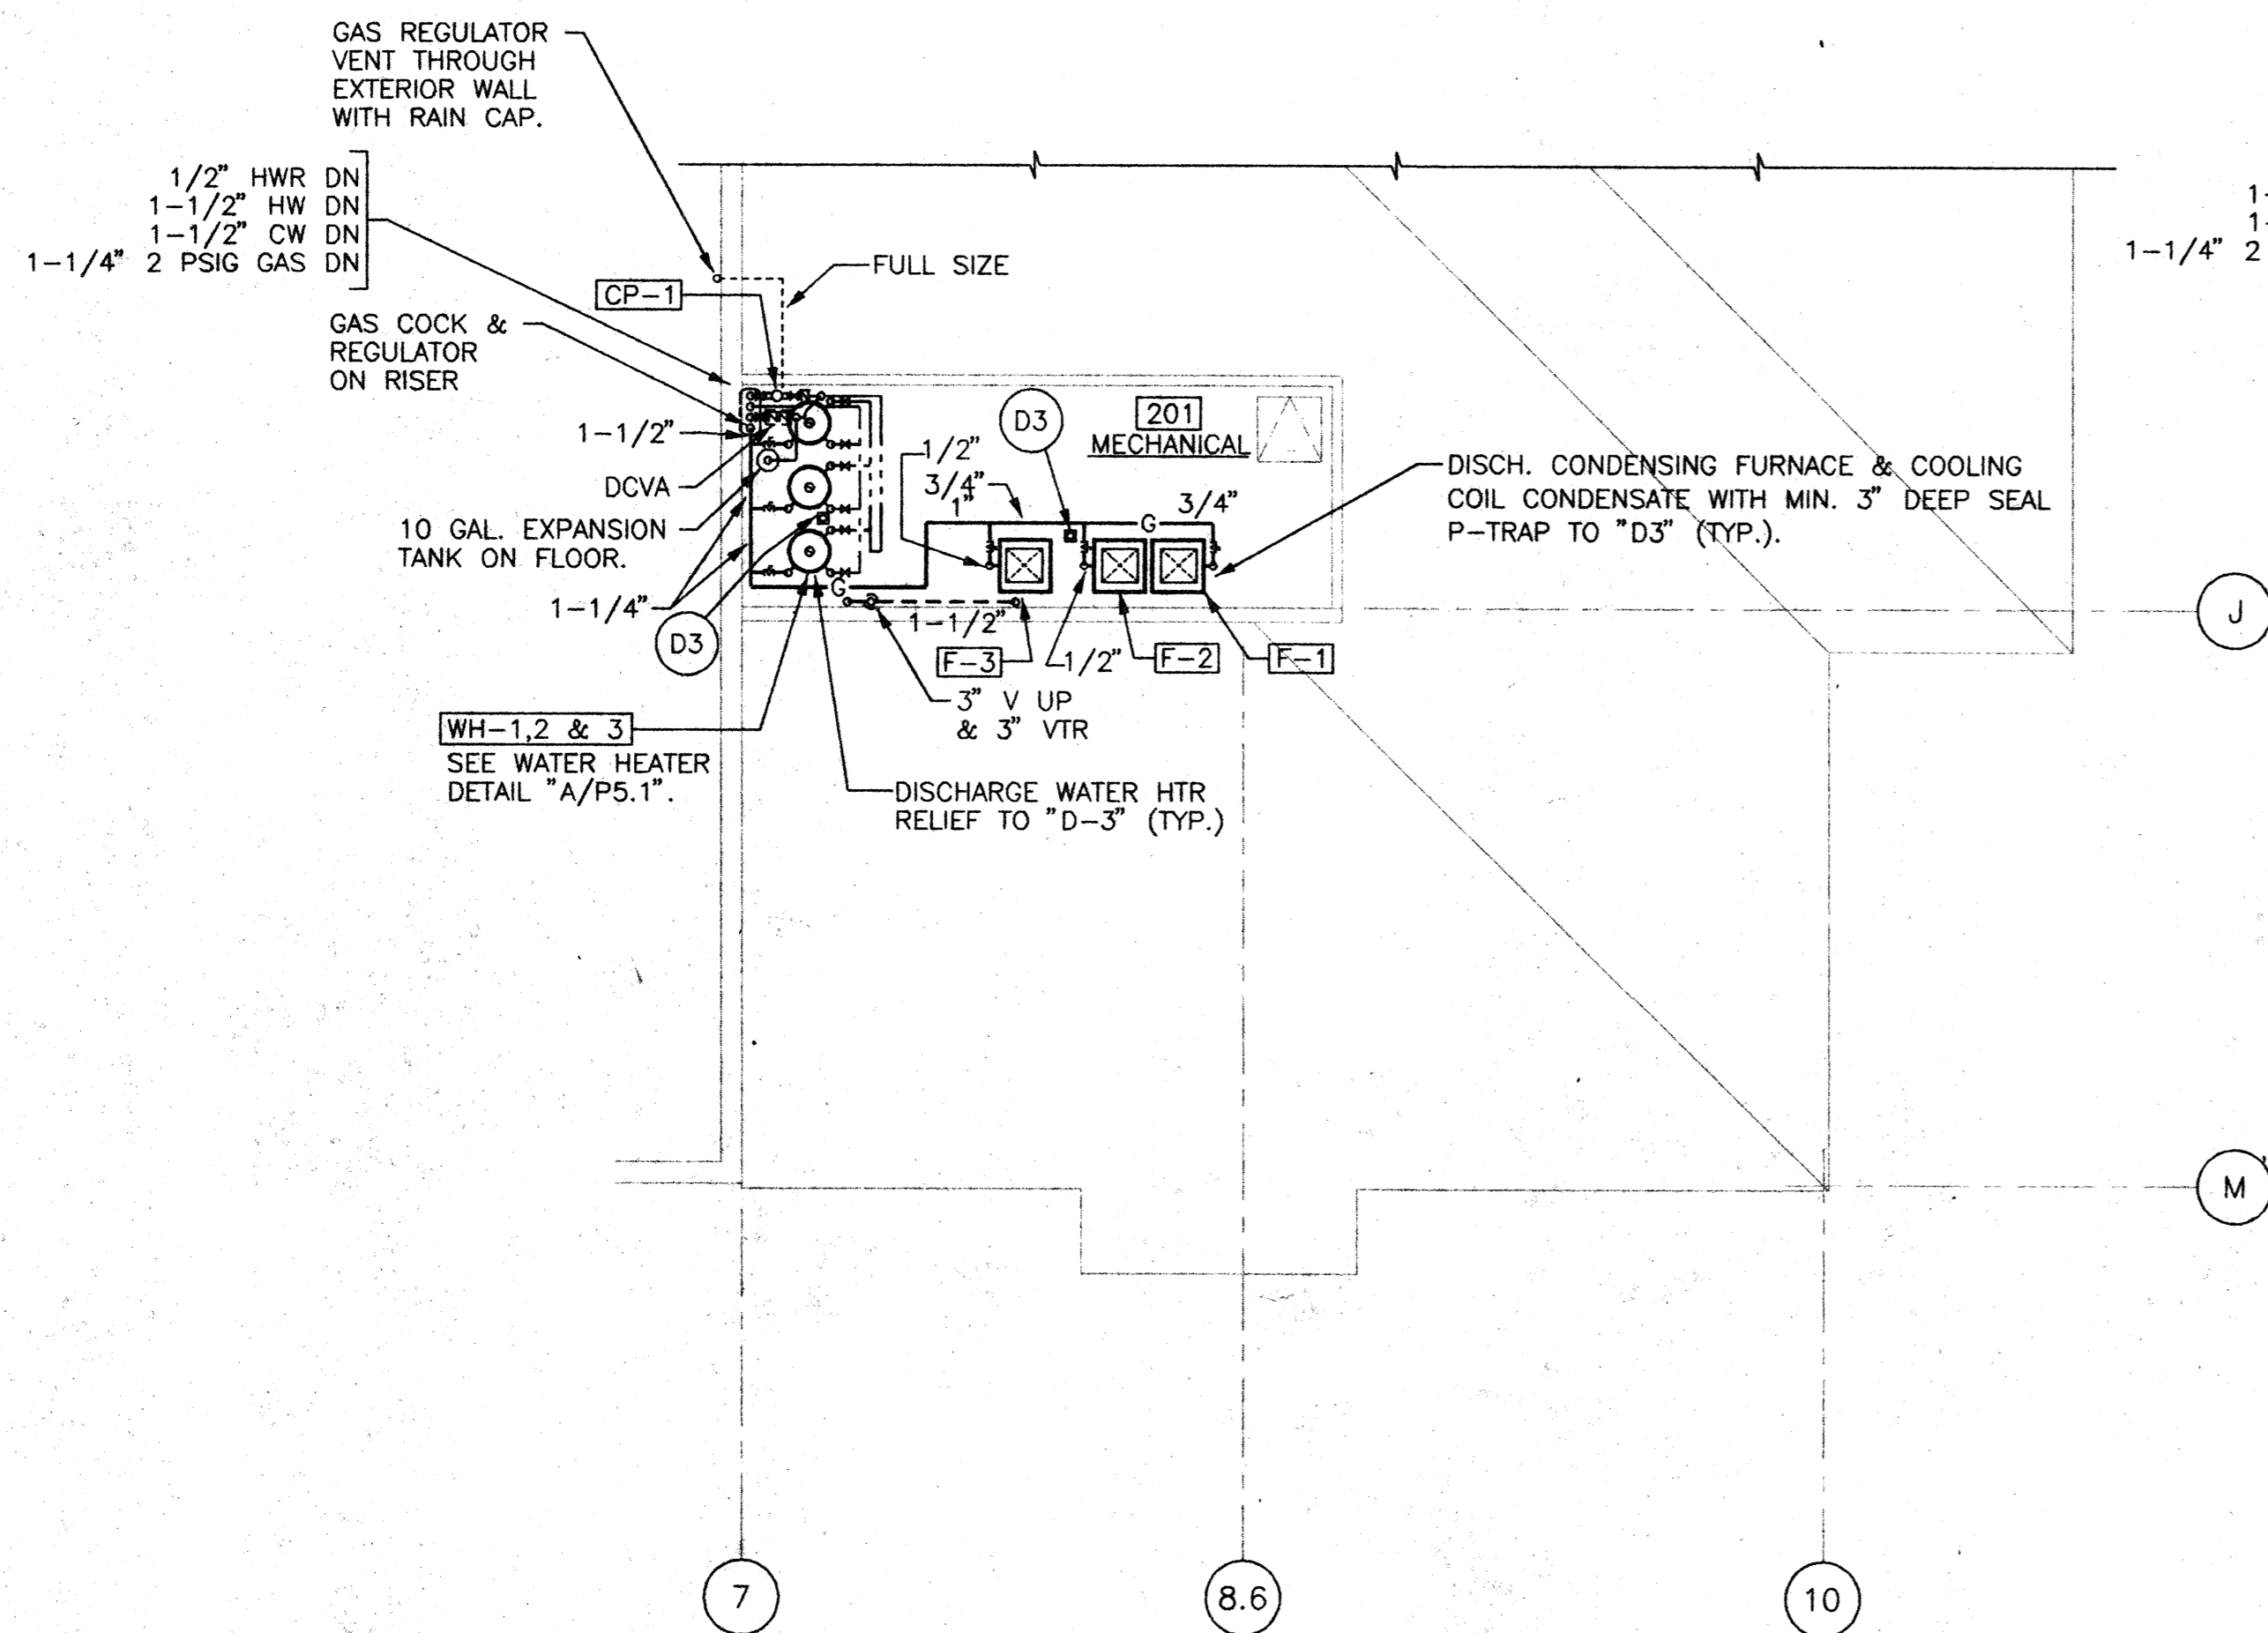 GAS REGULATOR
VENT THROUGH
EXTERIOR WALL
WITH RAIN CAP.
1/2" HWR DN
1-1/2" HW DN
1-1/2" CW DN
1-1/4" 2 PSIG GAS DN
1-
1-
1-1/4" 2
FULL SIZE
CP-1
GAS COCK &
REGULATOR
ON RISER
1-1/2"
DCVA
10 GAL. EXPANSION
TANK ON FLOOR.
1-1/4"
D3
D3
201
MECHANICAL
1/2"
3/4"
1"
G
3/4"
DISCH. CONDENSING FURNACE & COOLING
COIL CONDENSATE WITH MIN. 3" DEEP SEAL
P-TRAP TO "D3" (TYP.).
G
1-1/2"
F-3
1/2"
F-2
F-1
J
3" V UP
& 3" VTR
WH-1,2 & 3
SEE WATER HEATER
DETAIL "A/P5.1".
DISCHARGE WATER HTR
RELIEF TO "D-3" (TYP.)
M
7
8.6
10